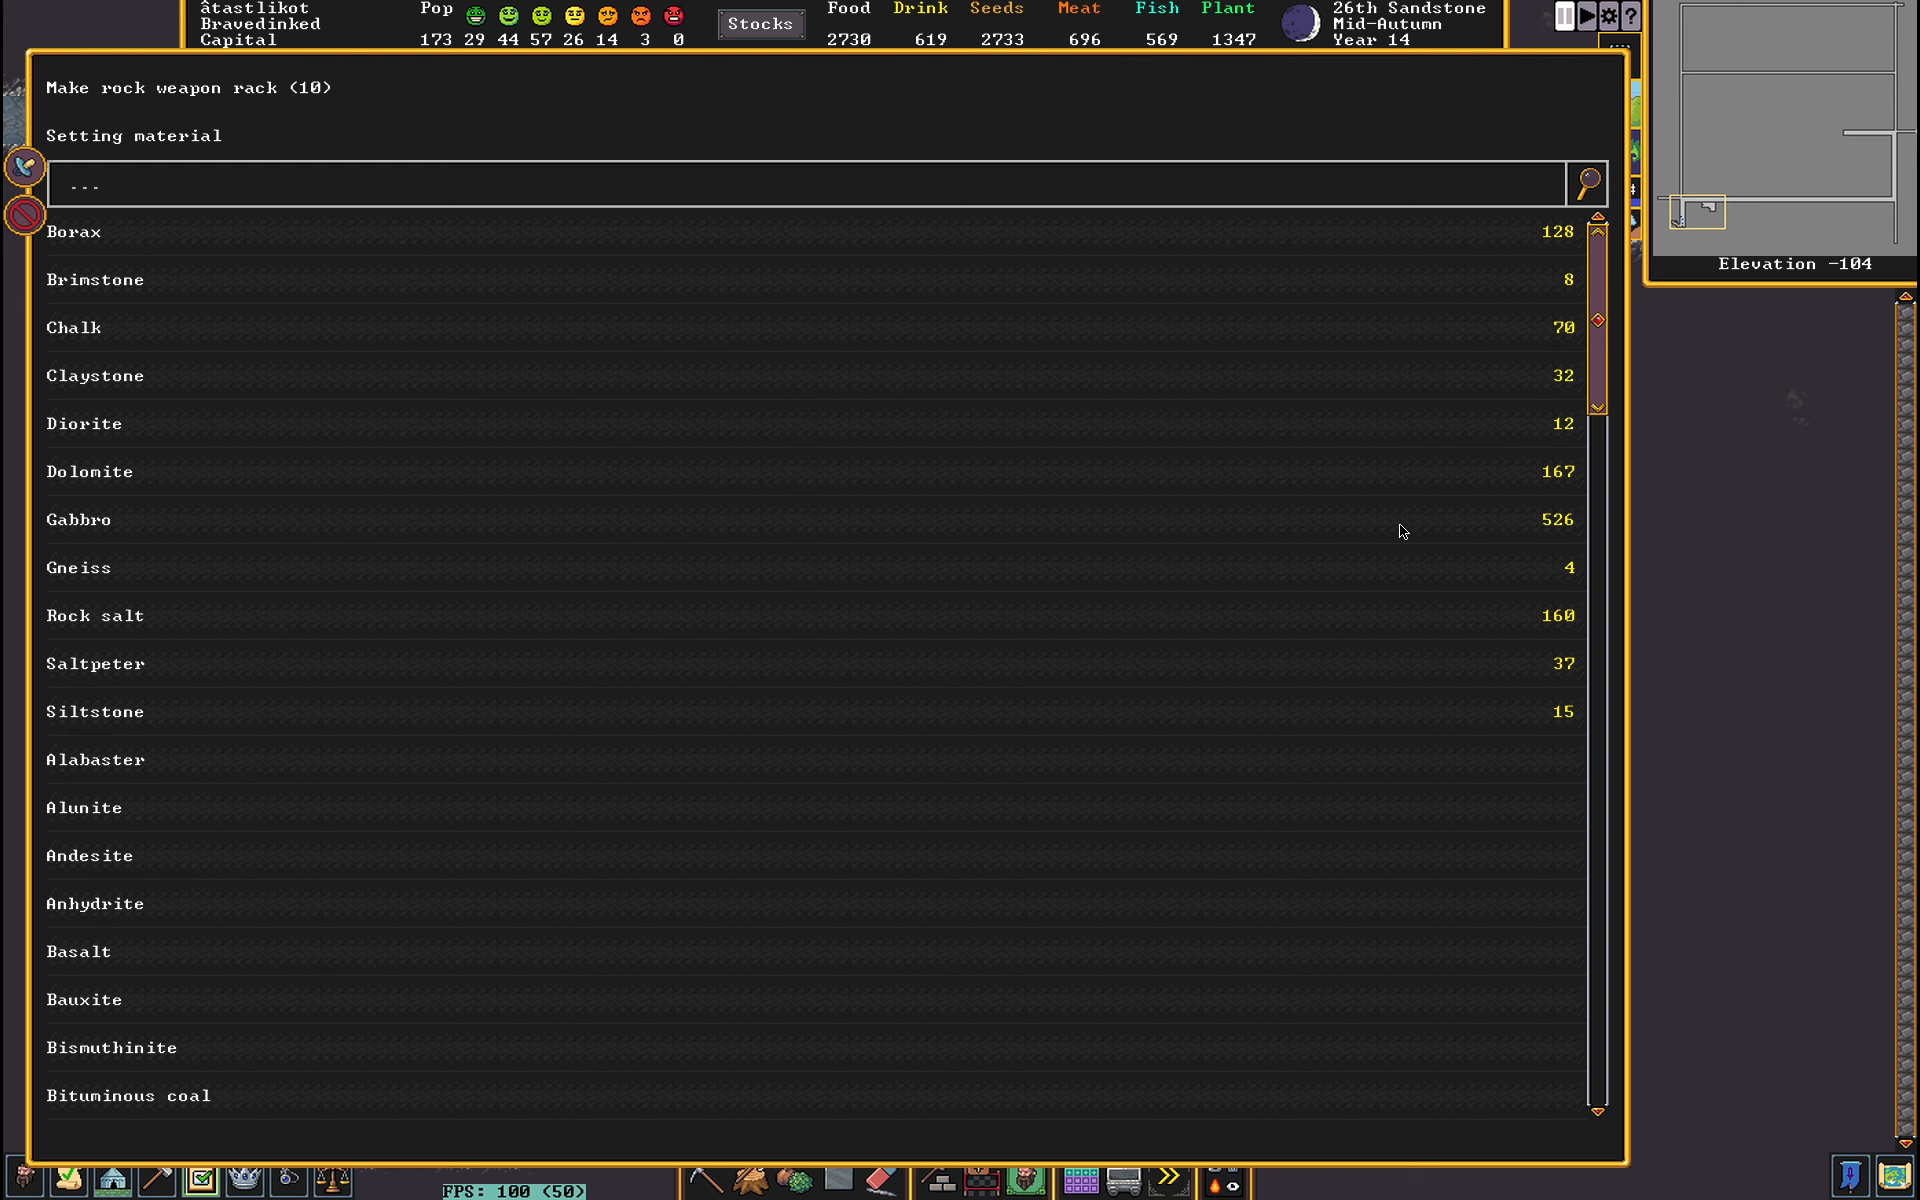 âtastlikot
Bravedinked
Capital
Pop
173 29 44 57 26 14 3 0
Stocks
Food Drink Seeds Meat Fish Plant
2730 619 2733 696 569 1347
26th Sandstone
Mid-Autumn
Year 14
Make rock weapon rack (10)
Setting material
...
Borax 128
Brimstone 8
Chalk 70
Claystone 32
Diorite 12
Dolomite 167
Gabbro 526
Gneiss 4
Rock salt 160
Saltpeter 37
Siltstone 15
Alabaster
Alunite
Andesite
Anhydrite
Basalt
Bauxite
Bismuthinite
Bituminous coal
Elevation -104
FPS: 100 (50)